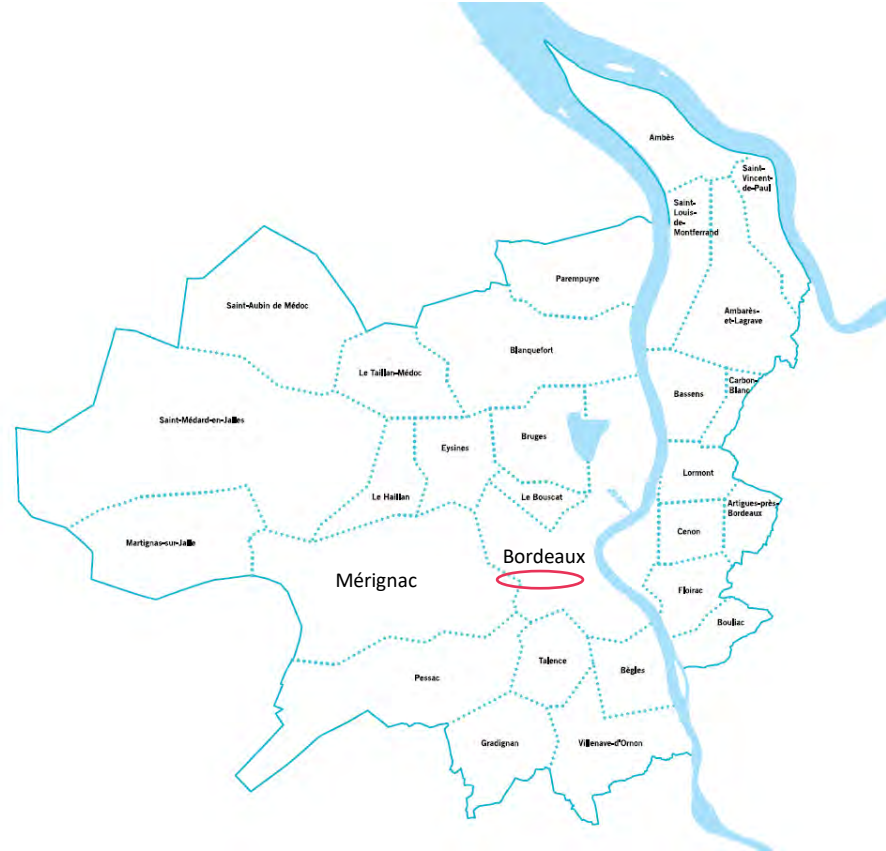 Ambès
Saint-
Vincent-
de-Paul
Saint-
Louis-
de-
Montferrand
Parempuyre
Saint-Aubin de Médoc
Ambarès-
et-Lagrave
Blanquefort
Le Taillan-Médoc
Carbon-
Blanc
Bassens
Saint-Médard-en-Jalles
Bruges
Eysines
Lormont
Le Haillan
Le Bouscat
Artigues-près-
Bordeaux
Cenon
Martignas-sur-Jalle
Bordeaux
Mérignac
Floirac
Bouliac
Talence
Bègles
Pessac
Gradignan
Villenave-d'Ornon